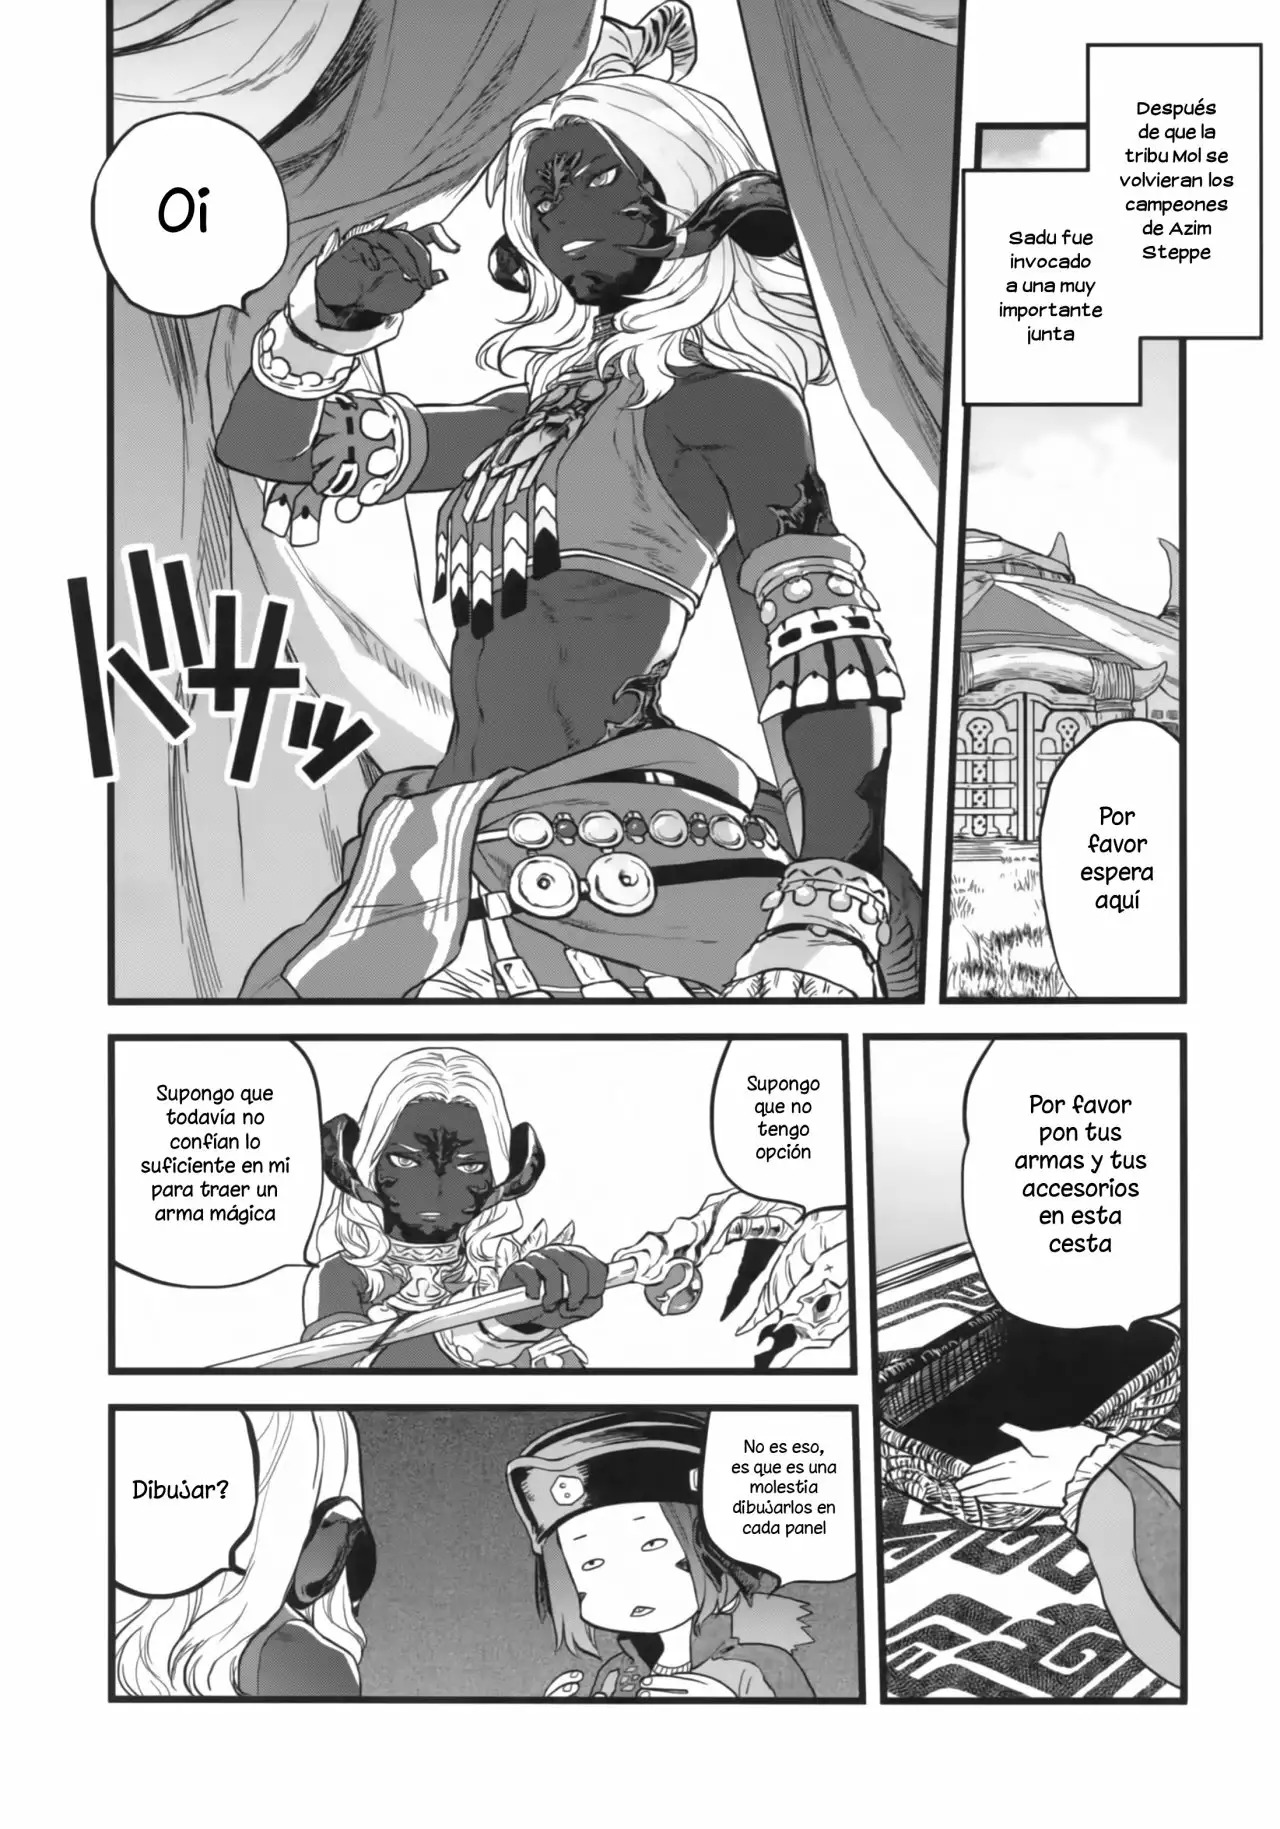 Después
de que la
tribu Mol se
volvieran los
campeones
de Azim
Steppe
Sadu fue
invocado
a una muy
importante
junta
Por
favor
espera
aquí
Oi
バサッ
Por favor
pon tus
armas y tus
accesorios
en esta
cesta
Supongo
que no
tengo
opción
Supongo que
todavía no
confían lo
suficiente en mi
para traer un
arma mágica
No es eso,
es que es una
molestia
dibujarlos en
cada panel
Dibujar?